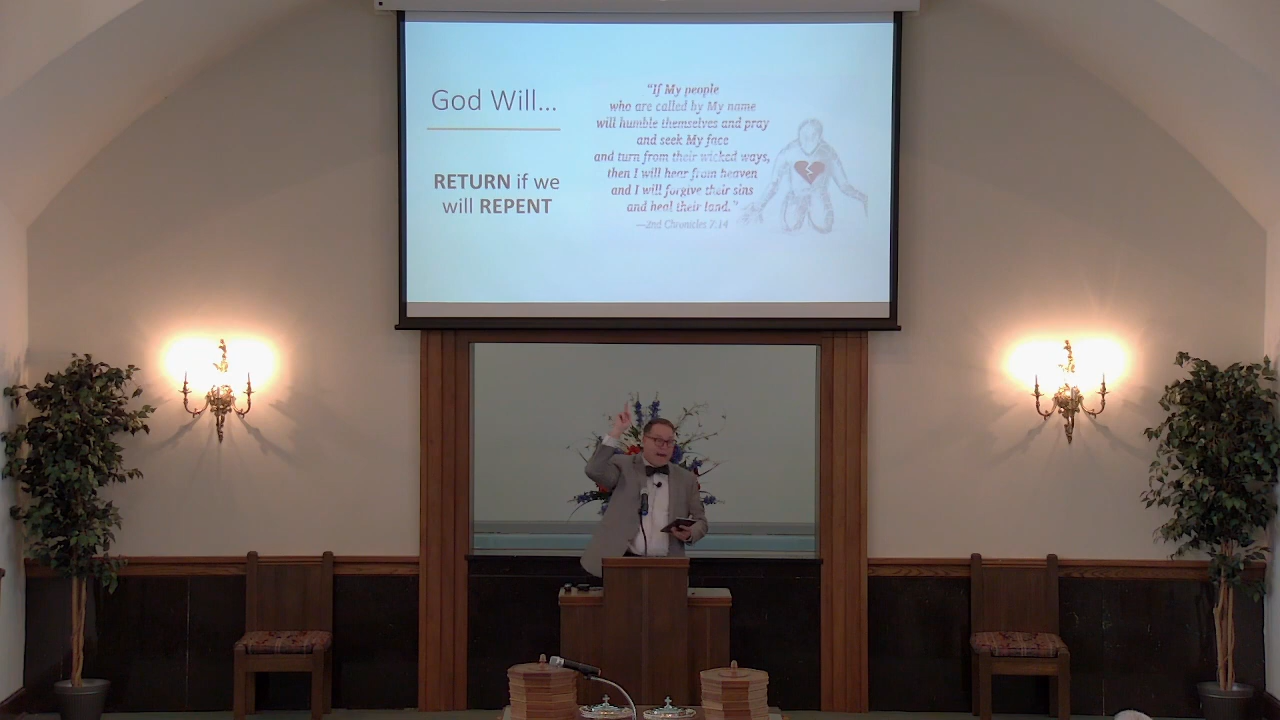 God Will...
RETURN if we
will REPENT
"If My people
who are called by My name
will humble themselves and pray
and seek My face
and turn from their wicked ways,
then I will hear from heaven
and I will forgive their sins
and heal their land."
—2nd Chronicles 7:14